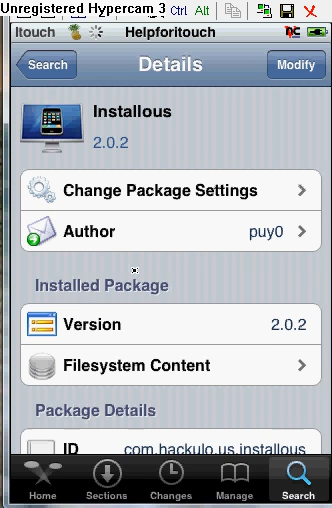 Unregistered Hypercam 3
Ctrl Alt
Itouch Helpforitouch
Search Details Modify
Installous
2.0.2
Change Package Settings
Author puy0
Installed Package
Version 2.0.2
Filesystem Content
Package Details
ID com.hackulo.us.installous
Home Sections Changes Manage Search